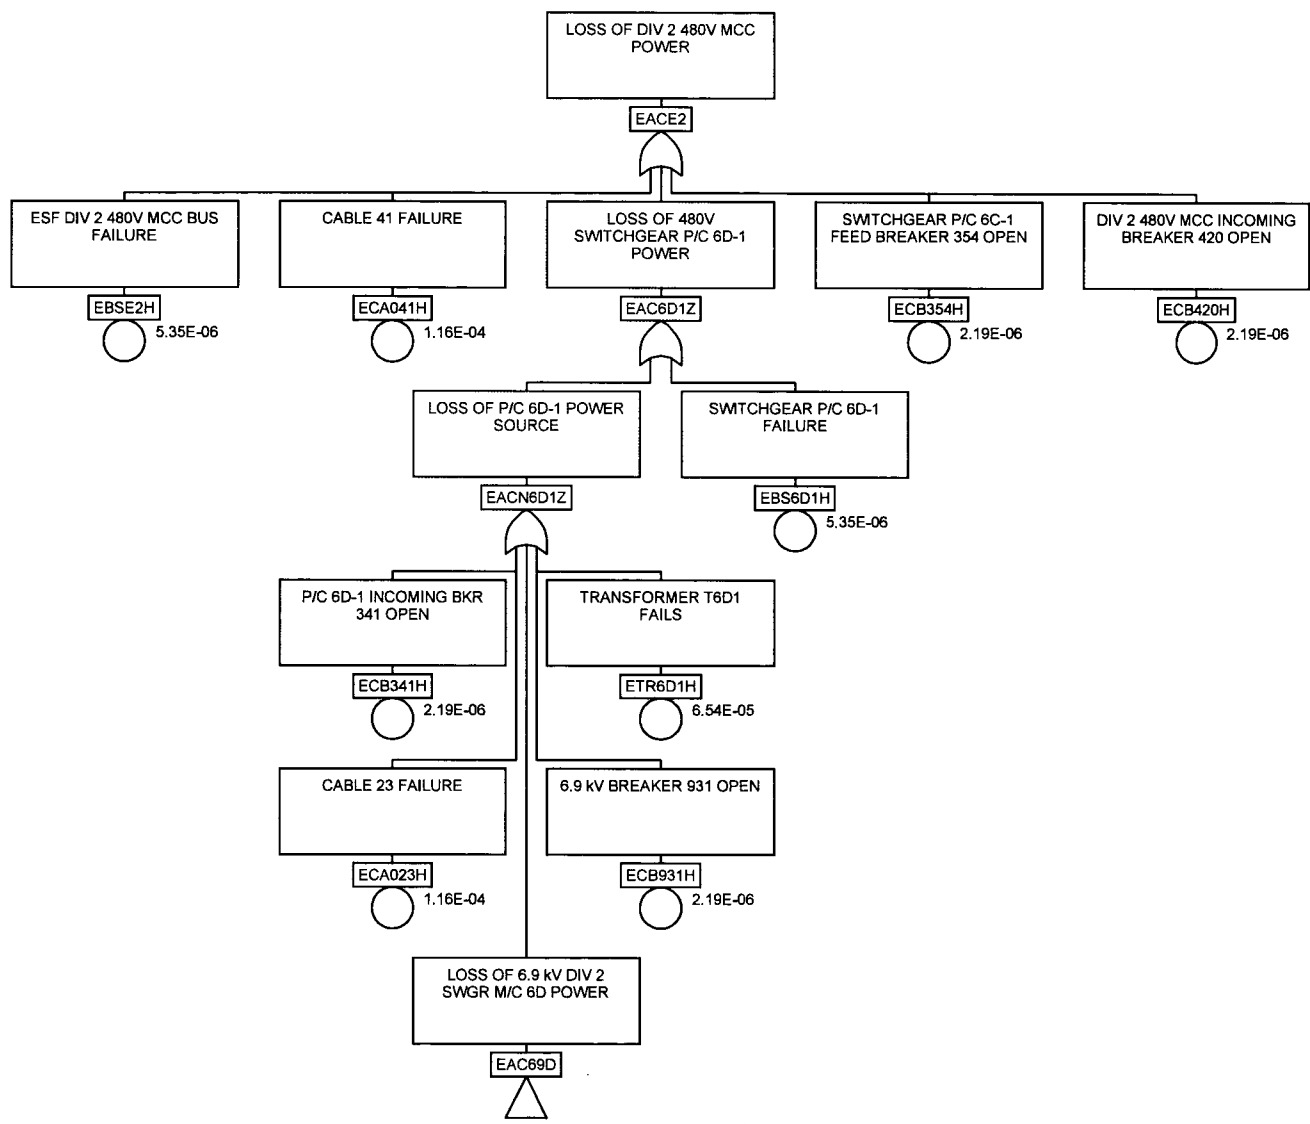 LOSS OF DIV 2 480V MCC
POWER
EACE2
ESF DIV 2 480V MCC BUS
FAILURE
EBSE2H
5.35E-06
CABLE 41 FAILURE
ECA041H
1.16E-04
LOSS OF 480V
SWITCHGEAR P/C 6D-1
POWER
EAC6D1Z
SWITCHGEAR P/C 6C-1
FEED BREAKER 354 OPEN
ECB354H
2.19E-06
DIV 2 480V MCC INCOMING
BREAKER 420 OPEN
ECB420H
2.19E-06
LOSS OF P/C 6D-1 POWER
SOURCE
EACN6D1Z
SWITCHGEAR P/C 6D-1
FAILURE
EBS6D1H
5.35E-06
P/C 6D-1 INCOMING BKR
341 OPEN
ECB341H
2.19E-06
TRANSFORMER T6D1
FAILS
ETR6D1H
6.54E-05
CABLE 23 FAILURE
ECA023H
1.16E-04
6.9 kV BREAKER 931 OPEN
ECB931H
2.19E-06
LOSS OF 6.9 kV DIV 2
SWGR M/C 6D POWER
EAC69D